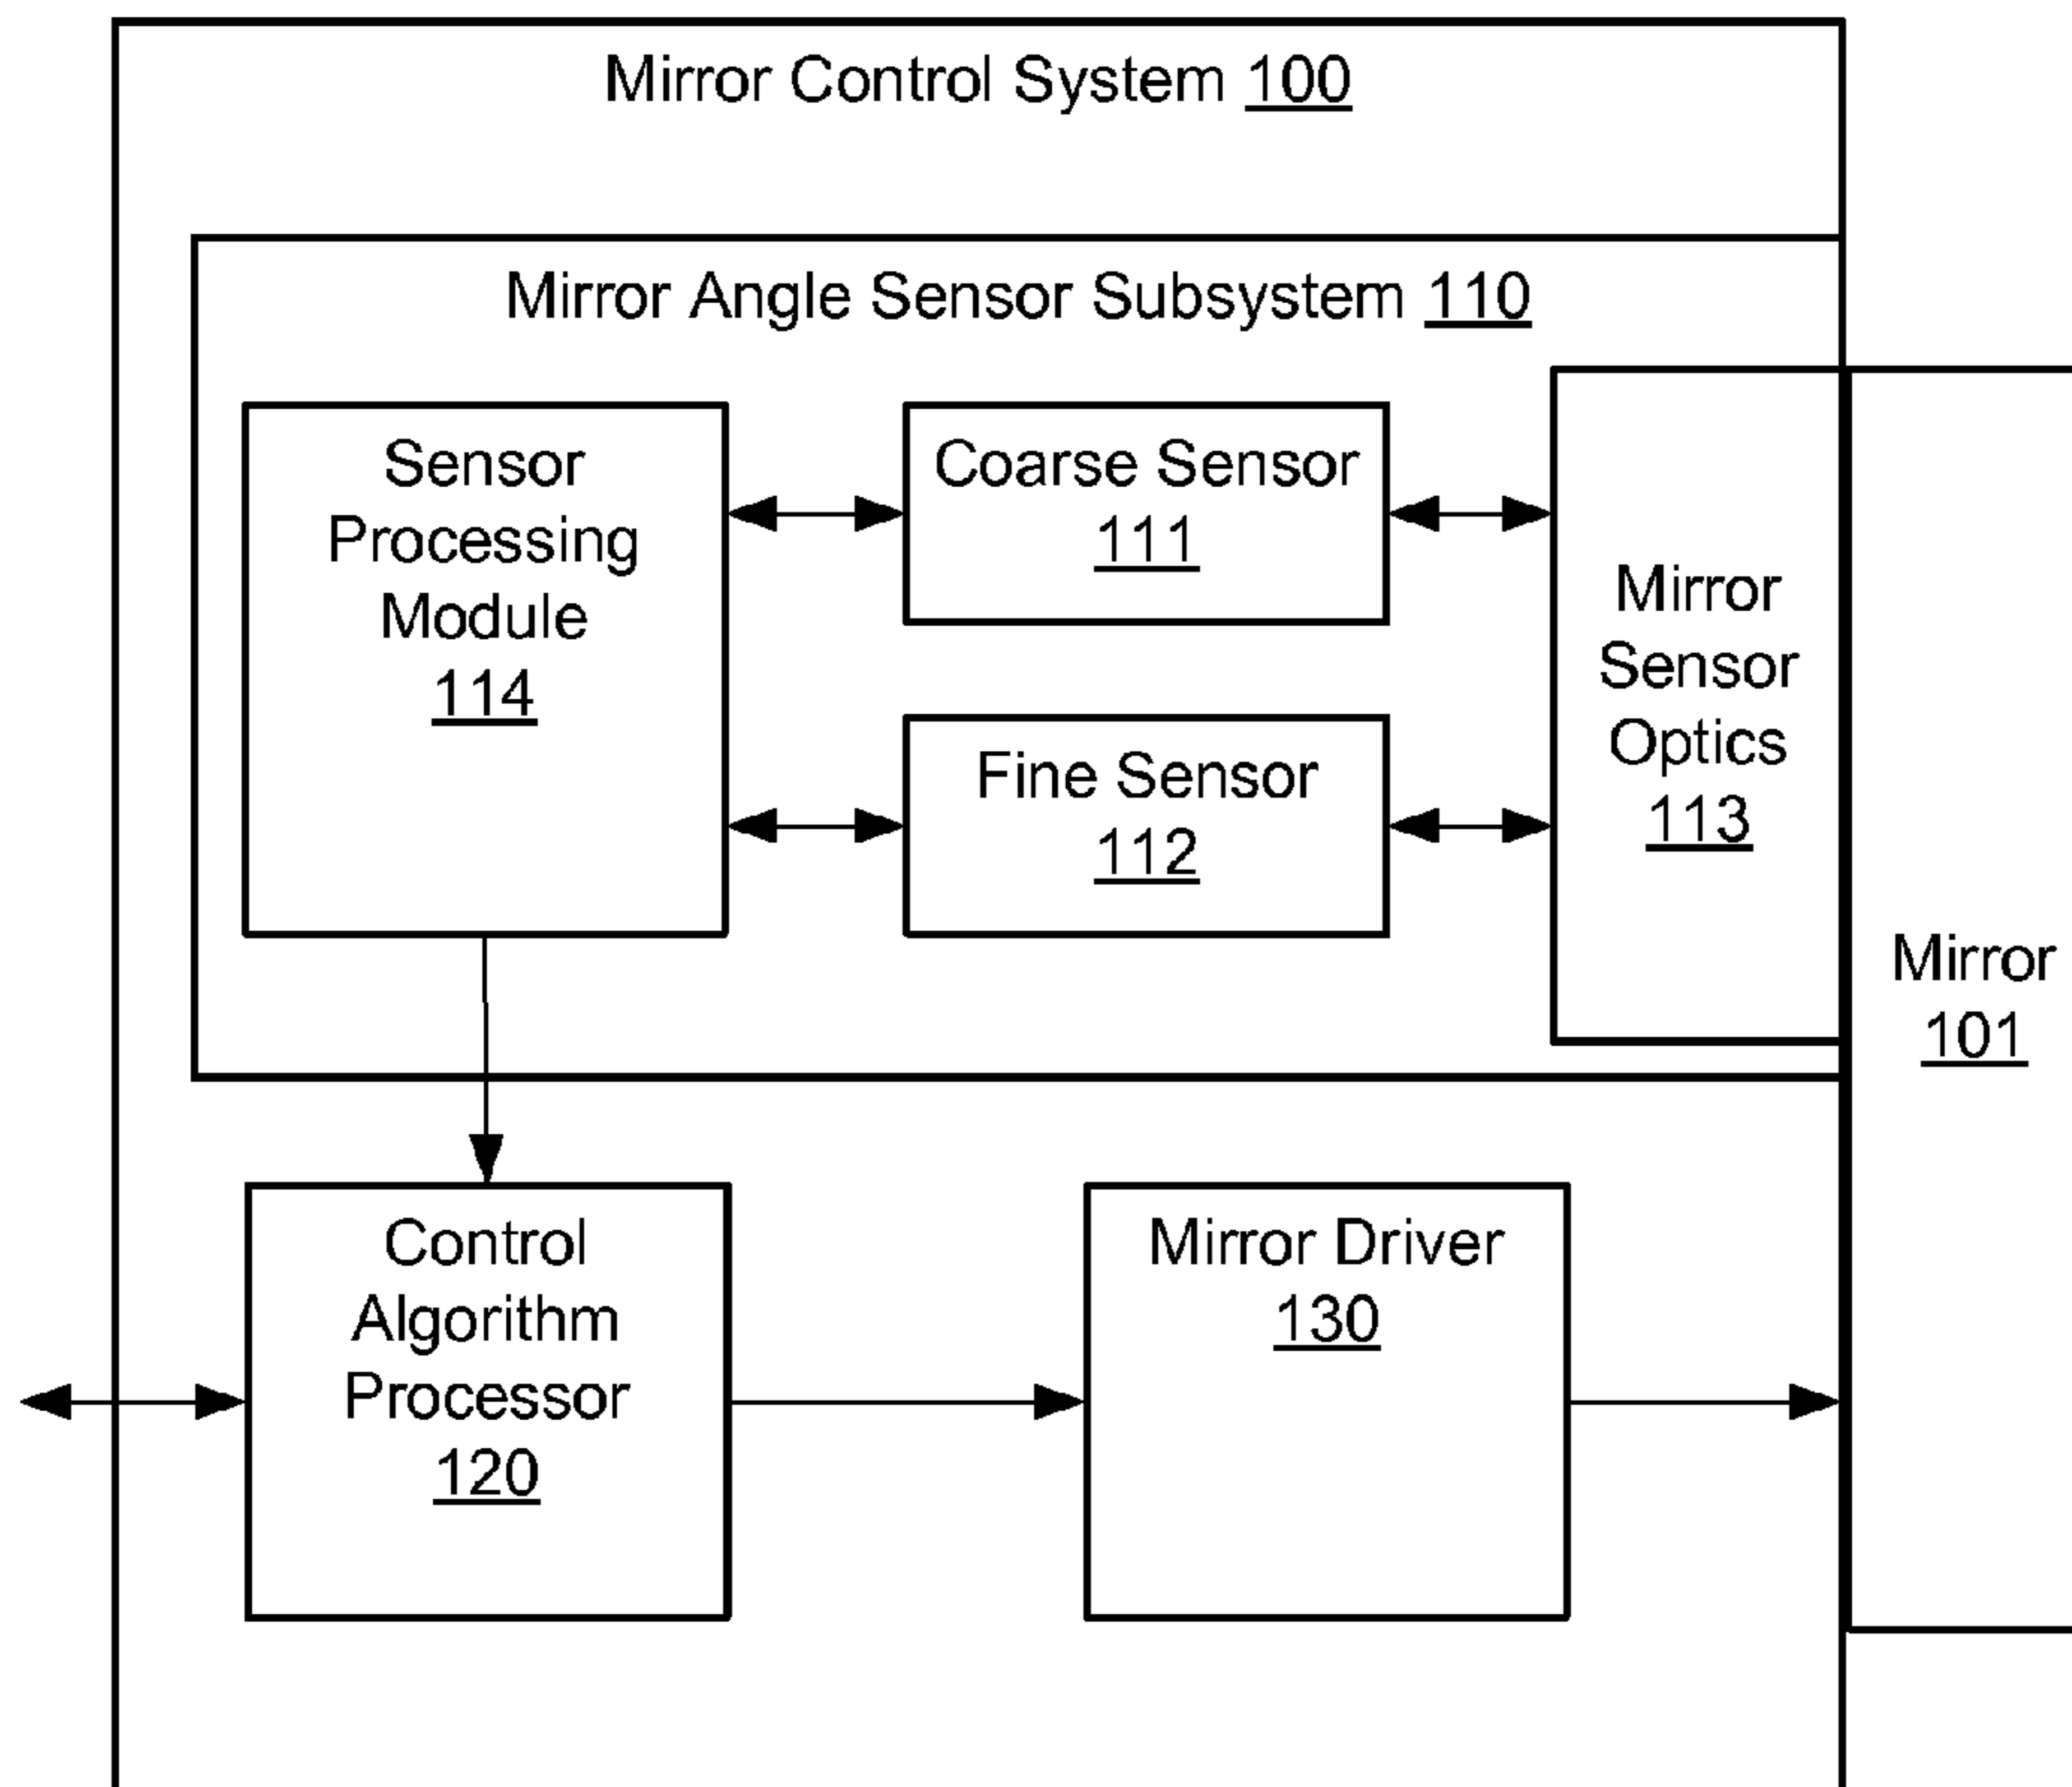 Mirror Control System 100
Mirror Angle Sensor Subsystem 110
Sensor
Processing
Module
114
Coarse Sensor
111
Fine Sensor
112
Mirror
Sensor
Optics
113
Mirror
101
Control
Algorithm
Processor
120
Mirror Driver
130